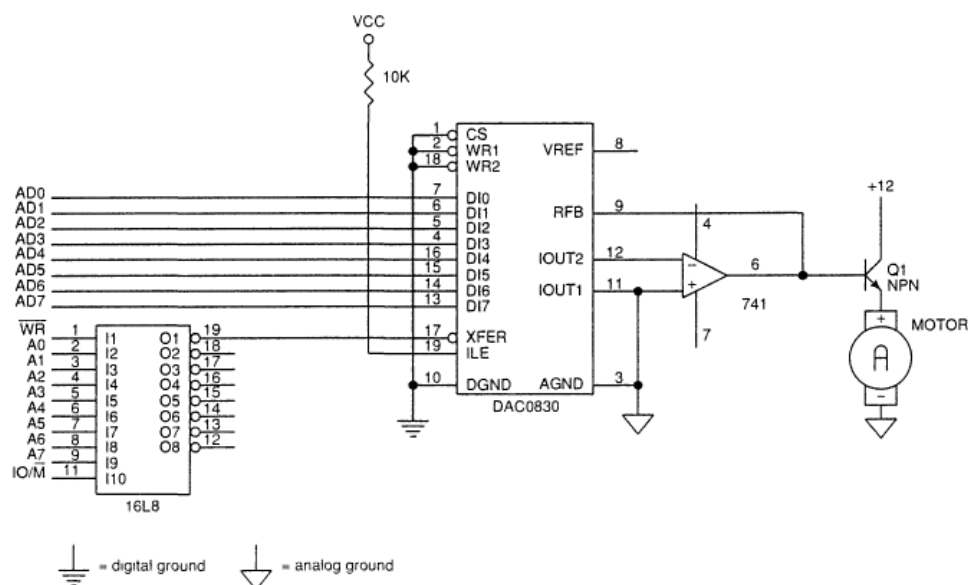 VCC
10K
1 CS
2 WR1
18 WR2
VREF 8
AD0 7 DI0
AD1 6 DI1
AD2 5 DI2
AD3 4 DI3
AD4 16 DI4
AD5 15 DI5
AD6 14 DI6
AD7 13 DI7
RFB 9
IOUT2 12
IOUT1 11
17 XFER
19 ILE
10 DGND
AGND 3
DAC0830
4
−
+
6
741
7
+12
Q1
NPN
+
MOTOR
A
−
WR 1 I1 O1 19
A0 2 I2 O2 18
A1 3 I3 O3 17
A2 4 I4 O4 16
A3 5 I5 O5 15
A4 6 I6 O6 14
A5 7 I7 O7 13
A6 8 I8 O8 12
A7 9 I9
IO/M 11 I10
16L8
= digital ground
= analog ground